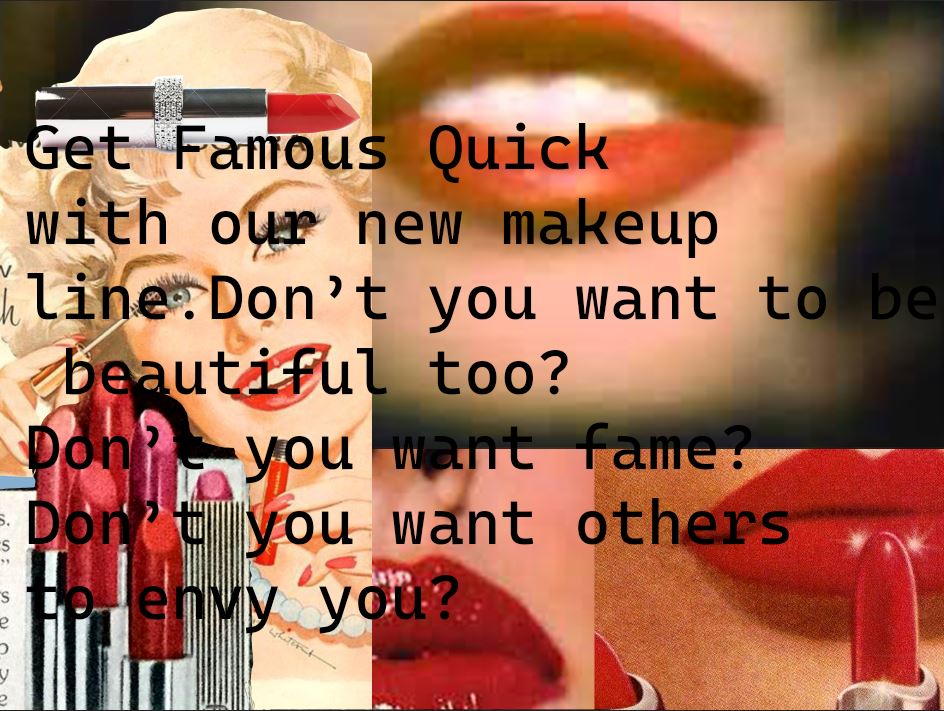 Get Famous Quick
with our new makeup
line.Don’t you want to be
beautiful too?
Don’t you want fame?
Don’t you want others
to envy you?